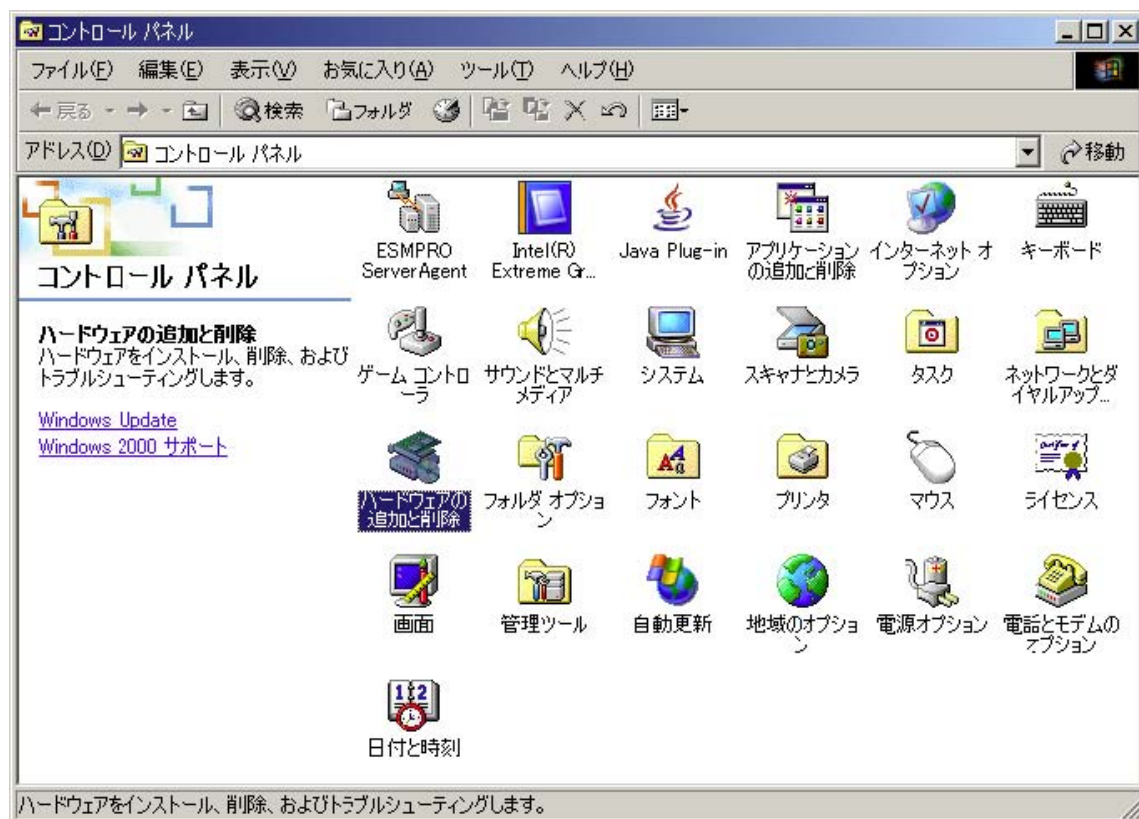 コントロール パネル
ファイル(F) 編集(E) 表示(V) お気に入り(A) ツール(T) ヘルプ(H)
戻る 検索 フォルダ
アドレス(D) コントロール パネル 移動
コントロール パネル
ハードウェアの追加と削除
ハードウェアをインストール、削除、および
トラブルシューティングします。
Windows Update
Windows 2000 サポート
ESMPRO
ServerAgent
Intel(R)
Extreme Gr...
Java Plug-in
アプリケーション
の追加と削除
インターネット オ
プション
キーボード
ゲーム コントロ
ーラ
サウンドとマルチ
メディア
システム
スキャナとカメラ
タスク
ネットワークとダ
イヤルアップ...
ハードウェアの
追加と削除
フォルダ オプショ
ン
フォント
プリンタ
マウス
ライセンス
画面
管理ツール
自動更新
地域のオプショ
ン
電源オプション
電話とモデムの
オプション
日付と時刻
ハードウェアをインストール、削除、およびトラブルシューティングします。